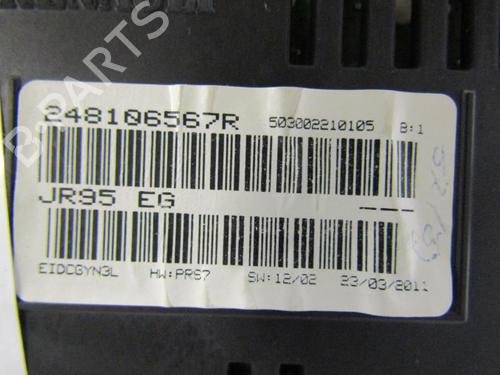 248106567R 503002210105 B:1
JR95 EG ---
EIDCGYN3L HW:PRS7 SW:12/02 23/03/2011
B-PARTS